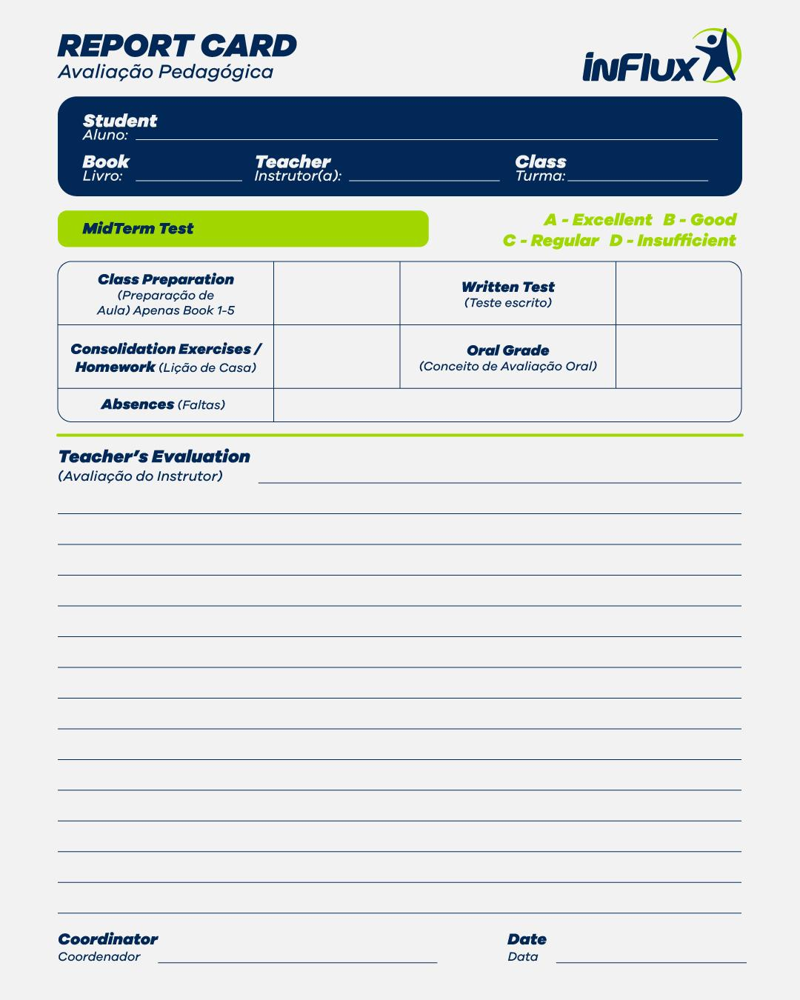 REPORT CARD
Avaliação Pedagógica
inFlux
Student
Aluno:
Book
Livro:
Teacher
Instrutor(a):
Class
Turma:
MidTerm Test
A - Excellent B - Good
C - Regular D - Insufficient
Class Preparation
(Preparação de
Aula) Apenas Book 1-5
Written Test
(Teste escrito)
Consolidation Exercises /
Homework (Lição de Casa)
Oral Grade
(Conceito de Avaliação Oral)
Absences (Faltas)
Teacher's Evaluation
(Avaliação do Instrutor)
Coordinator
Coordenador
Date
Data